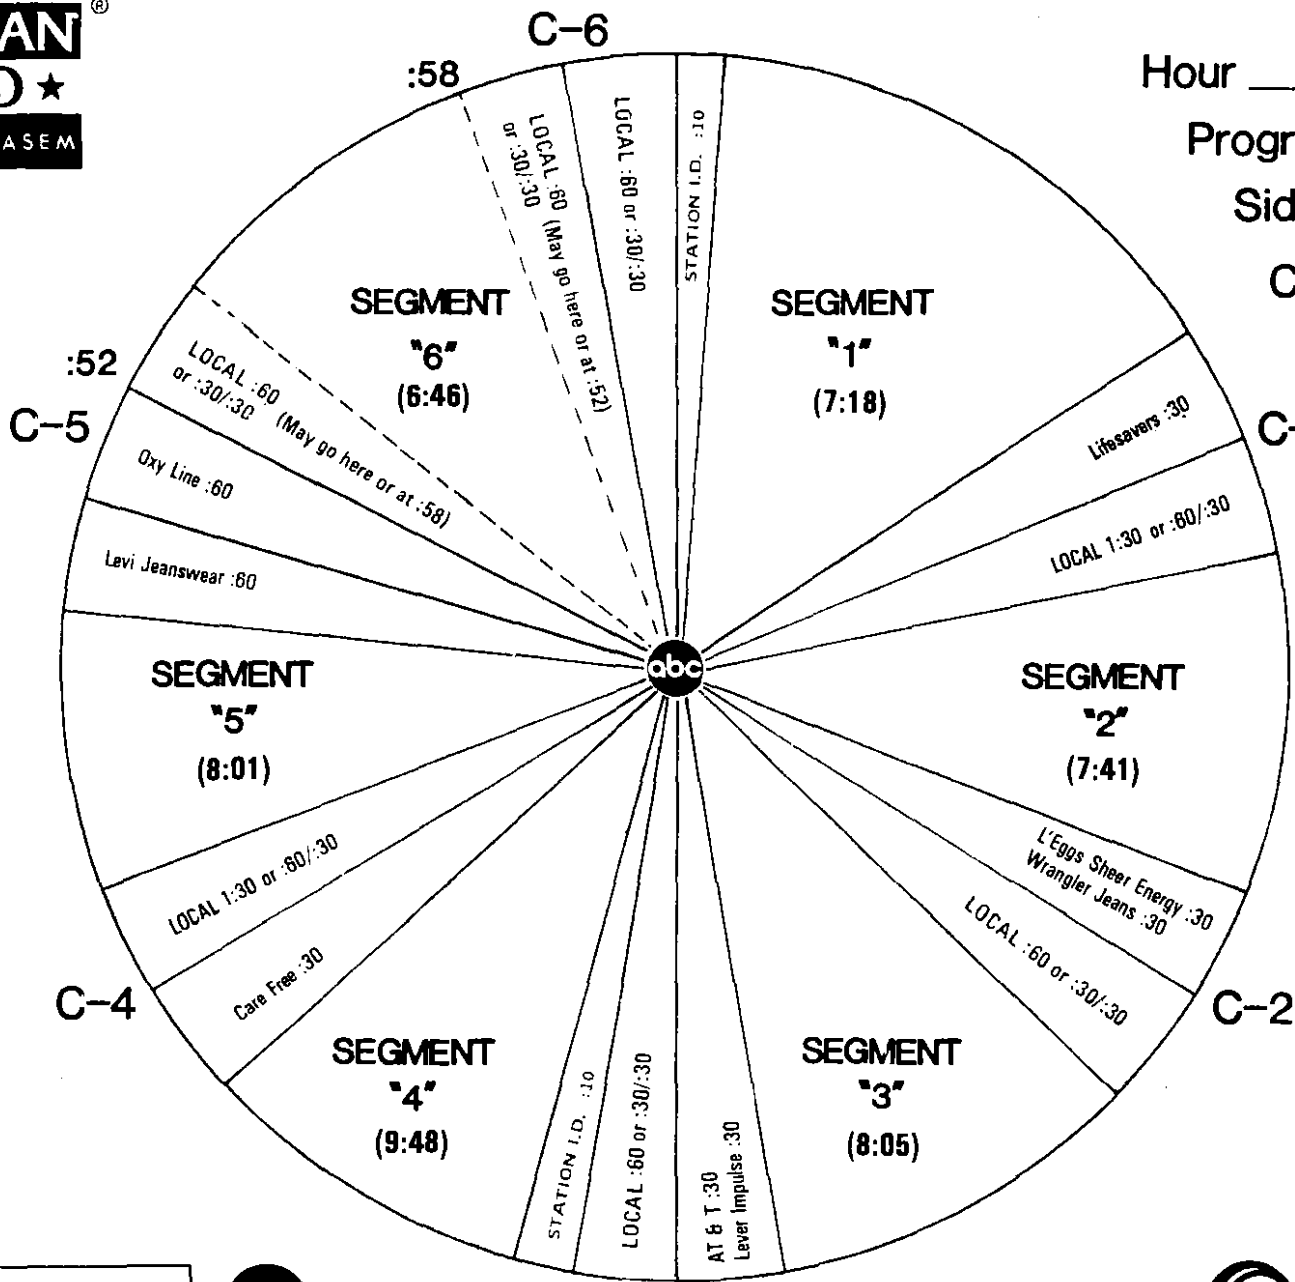 AN ®
★
ASEM
C-6
:58
Hour
Progr
Sid
C
LOCAL :60
or :30/:30 (May go here or at :52)
LOCAL :60 or :30/:30
STATION I.D. :10
SEGMENT
"1"
(7:18)
Lifesavers :30
C-
LOCAL 1:30 or :60/:30
SEGMENT
"2"
(7:41)
L'Eggs Sheer Energy :30
Wrangler Jeans :30
C-2
LOCAL :60 or :30/:30
SEGMENT
"3"
(8:05)
AT & T :30
Lever Impulse :30
LOCAL :60 or :30/:30
STATION I.D. :10
SEGMENT
"4"
(9:48)
Care Free :30
C-4
LOCAL 1:30 or :60/:30
SEGMENT
"5"
(8:01)
Levi Jeanswear :60
Oxy Line :60
C-5
:52
LOCAL :60
or :30/:30 (May go here or at :58)
SEGMENT
"6"
(6:46)
abc